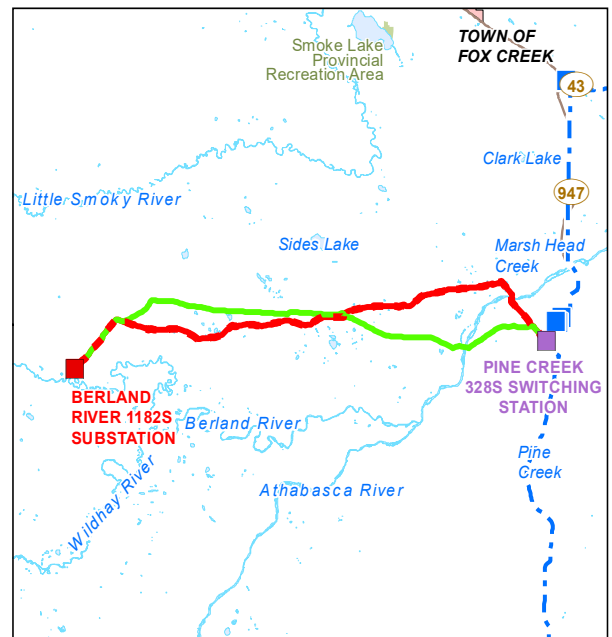 TOWN OF
FOX CREEK
Smoke Lake
Provincial
Recreation Area
43
Clark Lake
947
Little Smoky River
Sides Lake
Marsh Head
Creek
PINE CREEK
328S SWITCHING
STATION
BERLAND
RIVER 1182S
SUBSTATION
Berland River
Pine
Creek
Athabasca River
Wildhay River